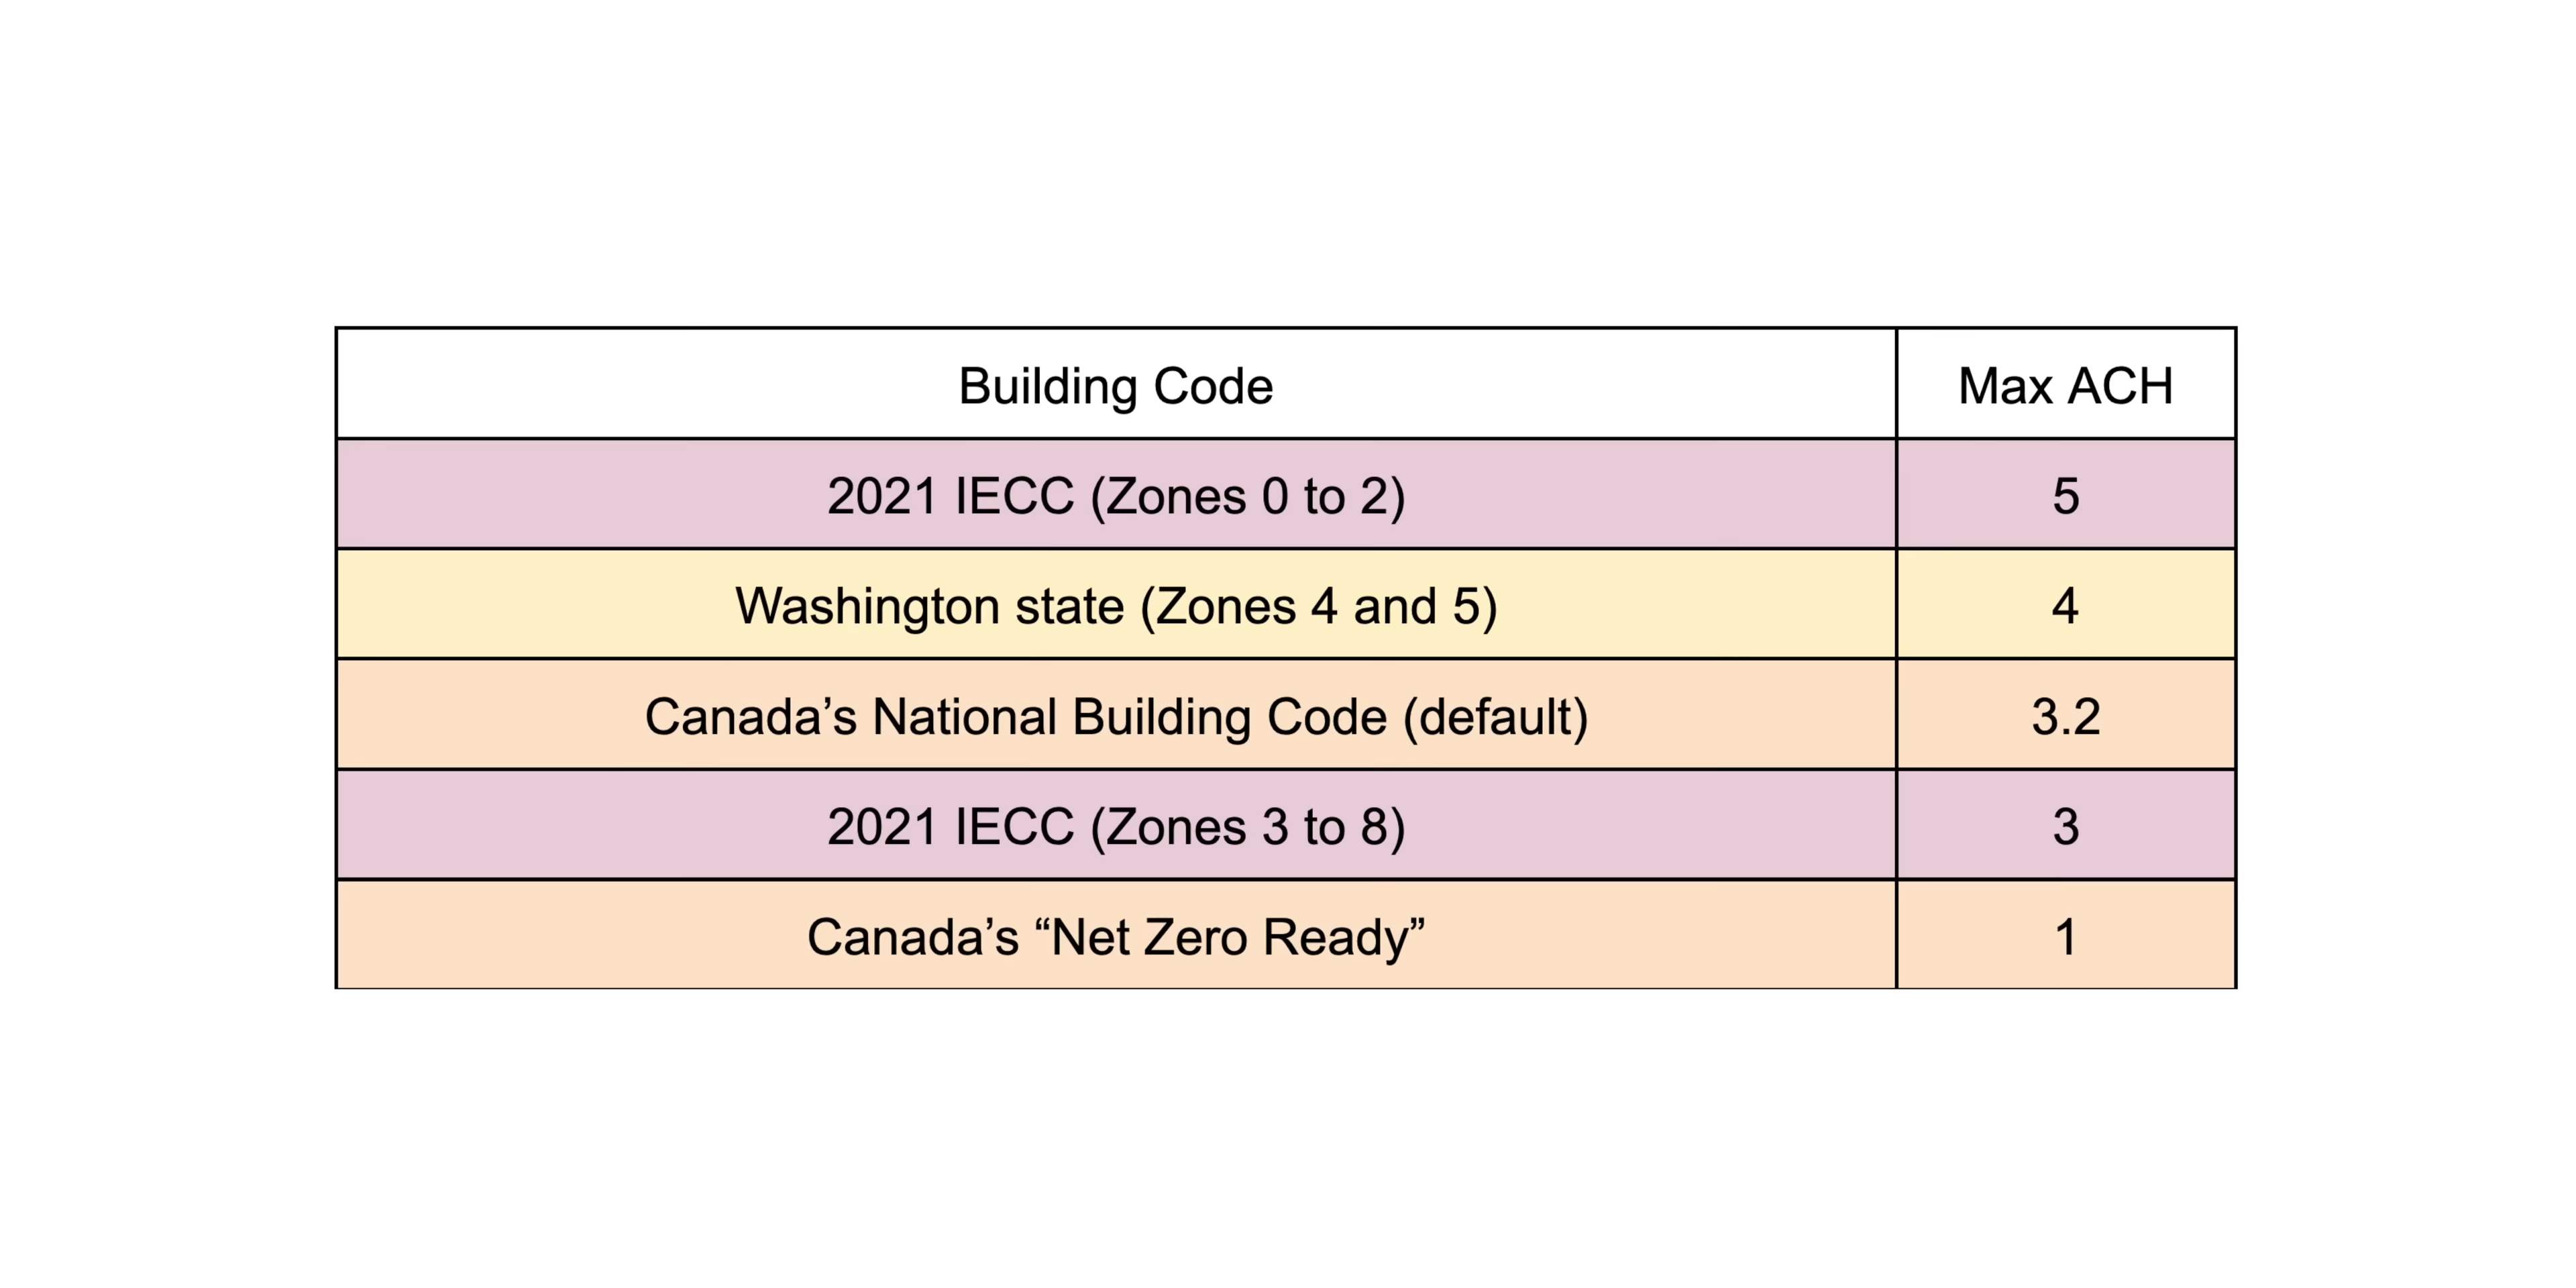 Building Code Max ACH
2021 IECC (Zones 0 to 2) 5
Washington state (Zones 4 and 5) 4
Canada’s National Building Code (default) 3.2
2021 IECC (Zones 3 to 8) 3
Canada’s “Net Zero Ready” 1